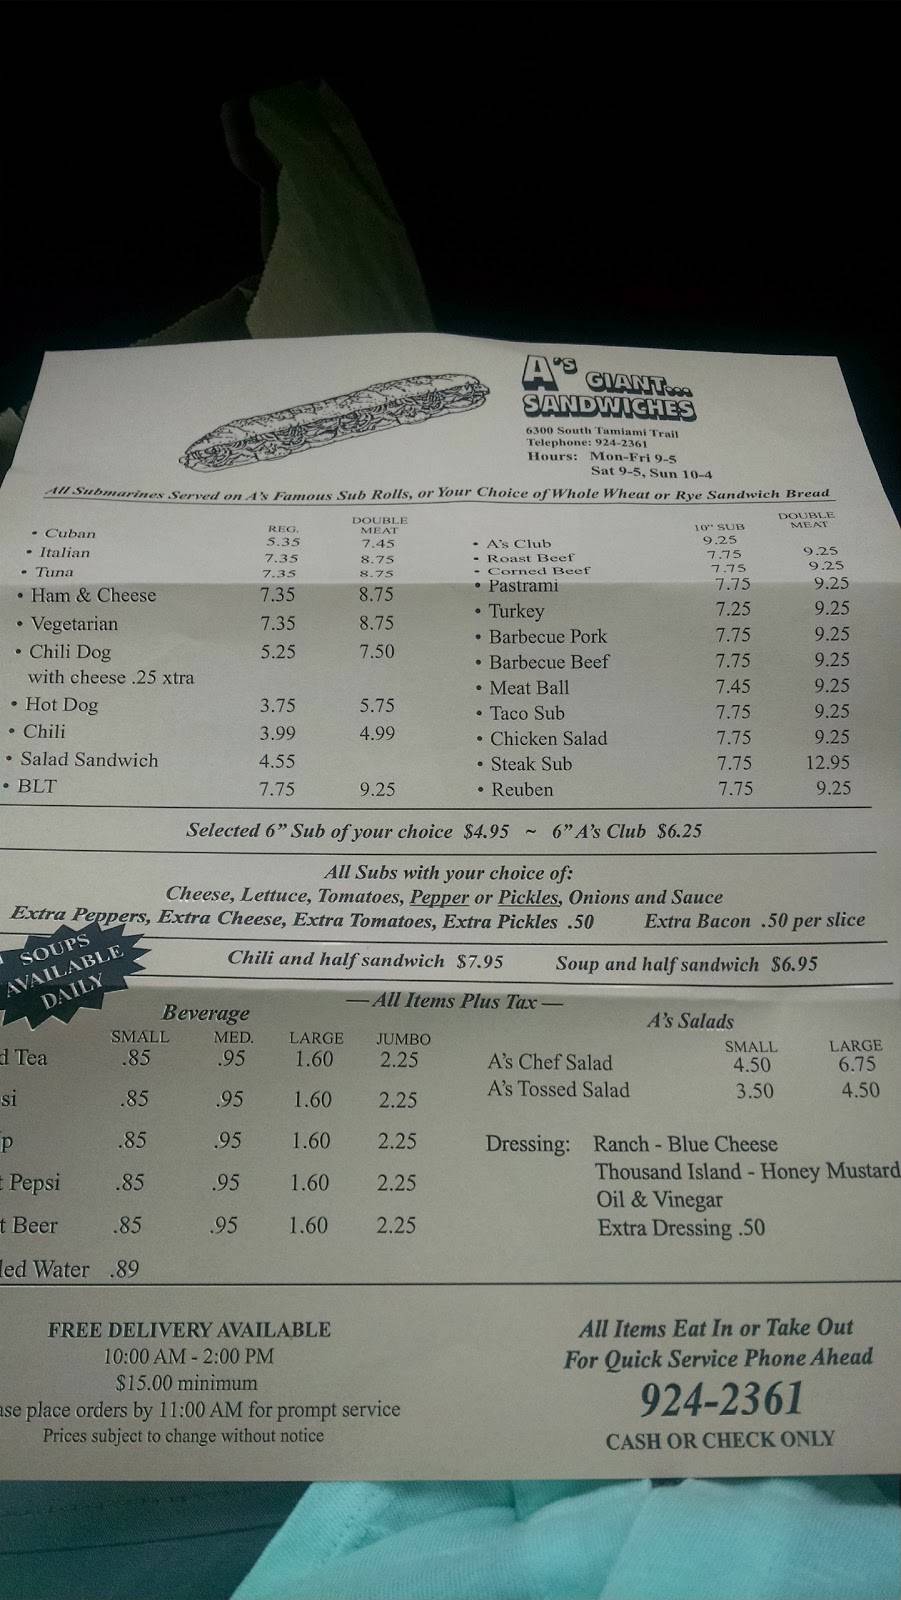 A's GIANT...
SANDWICHES
6300 South Tamiami Trail
Telephone: 924-2361
Hours: Mon-Fri 9-5
Sat 9-5, Sun 10-4
All Submarines Served on A's Famous Sub Rolls, or Your Choice of Whole Wheat or Rye Sandwich Bread
REG. DOUBLE MEAT
• Cuban 5.35 7.45
• Italian 7.35 8.75
• Tuna 7.35 8.75
• Ham & Cheese 7.35 8.75
• Vegetarian 7.35 8.75
• Chili Dog 5.25 7.50
with cheese .25 xtra
• Hot Dog 3.75 5.75
• Chili 3.99 4.99
• Salad Sandwich 4.55
• BLT 7.75 9.25
10" SUB DOUBLE MEAT
• A's Club 9.25
• Roast Beef 7.75 9.25
• Corned Beef 7.75 9.25
• Pastrami 7.75 9.25
• Turkey 7.25 9.25
• Barbecue Pork 7.75 9.25
• Barbecue Beef 7.75 9.25
• Meat Ball 7.45 9.25
• Taco Sub 7.75 9.25
• Chicken Salad 7.75 9.25
• Steak Sub 7.75 12.95
• Reuben 7.75 9.25
Selected 6" Sub of your choice $4.95 ~ 6" A's Club $6.25
All Subs with your choice of:
Cheese, Lettuce, Tomatoes, Pepper or Pickles, Onions and Sauce
Extra Peppers, Extra Cheese, Extra Tomatoes, Extra Pickles .50 Extra Bacon .50 per slice
SOUPS
AVAILABLE
DAILY
Chili and half sandwich $7.95 Soup and half sandwich $6.95
— All Items Plus Tax —
Beverage
SMALL MED. LARGE JUMBO
d Tea .85 .95 1.60 2.25
si .85 .95 1.60 2.25
p .85 .95 1.60 2.25
t Pepsi .85 .95 1.60 2.25
t Beer .85 .95 1.60 2.25
led Water .89
A's Salads
SMALL LARGE
A's Chef Salad 4.50 6.75
A's Tossed Salad 3.50 4.50
Dressing: Ranch - Blue Cheese
Thousand Island - Honey Mustard
Oil & Vinegar
Extra Dressing .50
FREE DELIVERY AVAILABLE
10:00 AM - 2:00 PM
$15.00 minimum
ase place orders by 11:00 AM for prompt service
Prices subject to change without notice
All Items Eat In or Take Out
For Quick Service Phone Ahead
924-2361
CASH OR CHECK ONLY